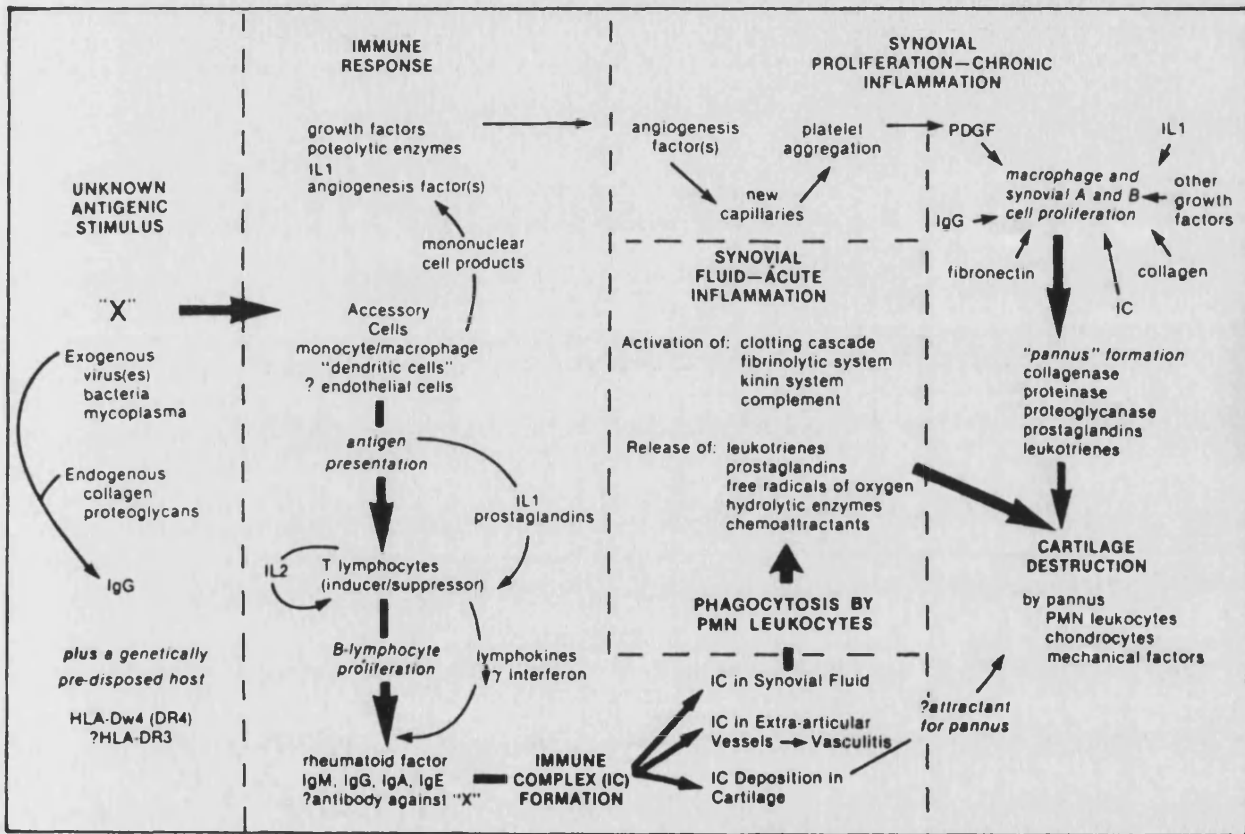 UNKNOWN
ANTIGENIC
STIMULUS
"X"
Exogenous
virus(es)
bacteria
mycoplasma
Endogenous
collagen
proteoglycans
IgG
plus a genetically
pre-disposed host
HLA-Dw4 (DR4)
?HLA-DR3
IMMUNE
RESPONSE
growth factors
poteolytic enzymes
IL1
angiogenesis factor(s)
mononuclear
cell products
Accessory
Cells
monocyte/macrophage
"dendritic cells"
? endothelial cells
antigen
presentation
IL1
prostaglandins
IL2
T lymphocytes
(inducer/suppressor)
B-lymphocyte
proliferation
lymphokines
γ interferon
rheumatoid factor
IgM, IgG, IgA, IgE
?antibody against "X"
IMMUNE
COMPLEX (IC)
FORMATION
IC in Synovial Fluid
IC in Extra-articular
Vessels → Vasculitis
IC Deposition in
Cartilage
?attractant
for pannus
SYNOVIAL
PROLIFERATION—CHRONIC
INFLAMMATION
angiogenesis
factor(s)
platelet
aggregation
new
capillaries
PDGF
IL1
macrophage and
synovial A and B
cell proliferation
other
growth
factors
IgG
fibronectin
collagen
IC
SYNOVIAL
FLUID—ACUTE
INFLAMMATION
Activation of: clotting cascade
fibrinolytic system
kinin system
complement
Release of: leukotrienes
prostaglandins
free radicals of oxygen
hydrolytic enzymes
chemoattractants
PHAGOCYTOSIS BY
PMN LEUKOCYTES
"pannus" formation
collagenase
proteinase
proteoglycanase
prostaglandins
leukotrienes
CARTILAGE
DESTRUCTION
by pannus
PMN leukocytes
chondrocytes
mechanical factors